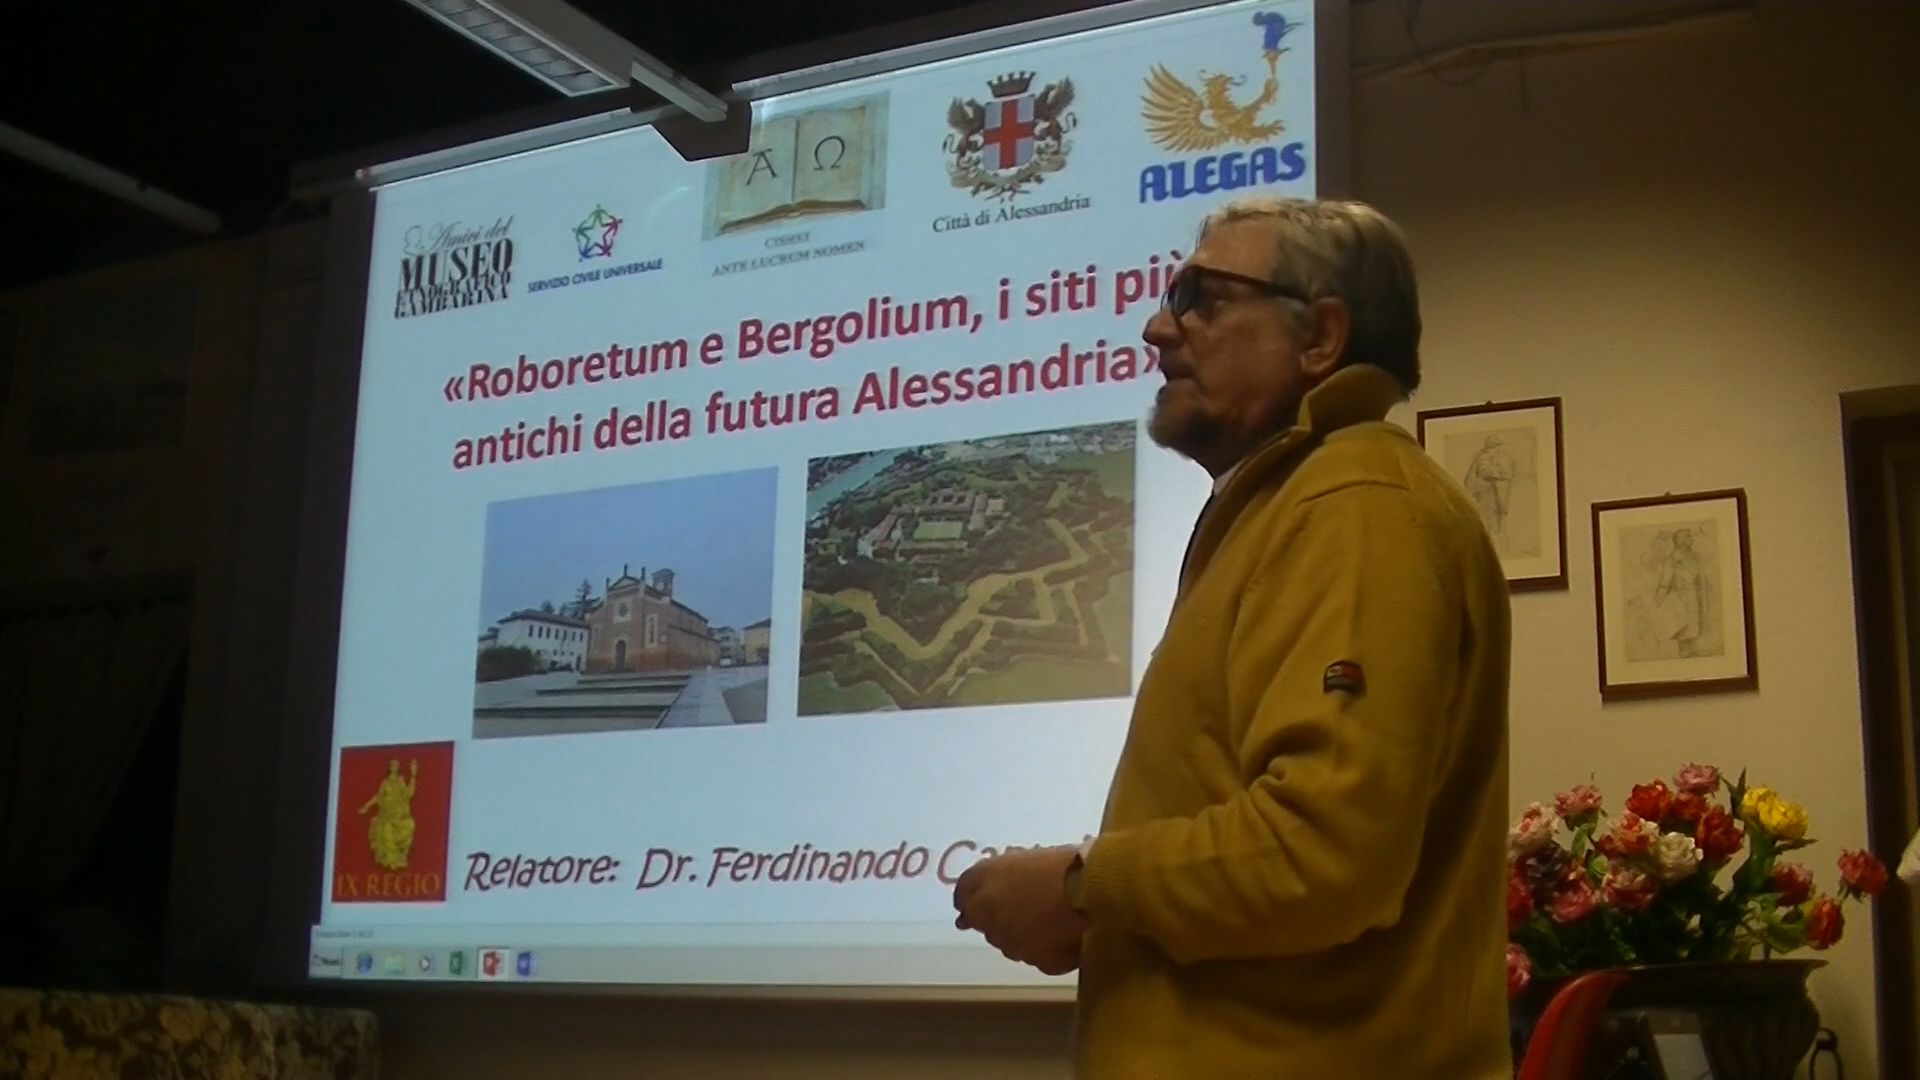 Amici del
MUSEO
ETNOGRAFICO
GAMBARINA
SERVIZIO CIVILE UNIVERSALE
Α Ω
ANTE LUCRUM NOMEN
Città di Alessandria
ALEGAS
«Roboretum e Bergolium, i siti più
antichi della futura Alessandria»
IX REGIO
Relatore: Dr. Ferdinando